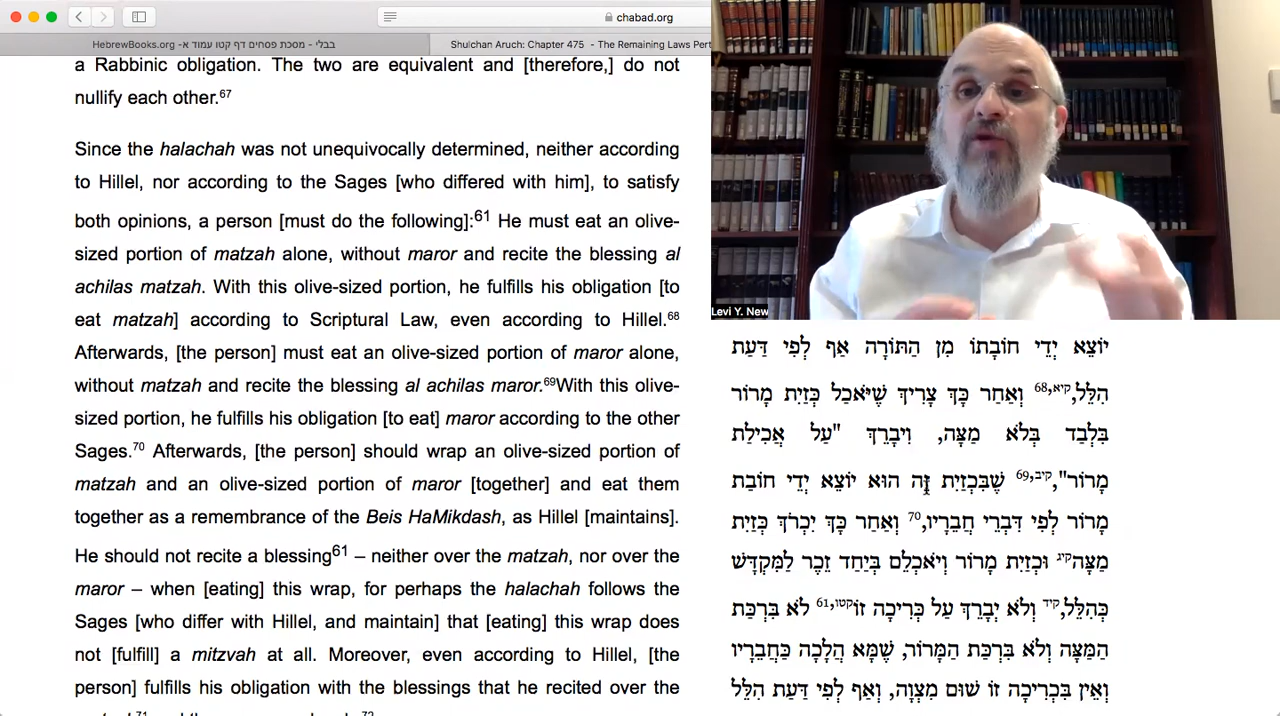 chabad.org
HebrewBooks.org -בבלי - מסכת פסחים דף קטו עמוד א
Shulchan Aruch: Chapter 475 - The Remaining Laws Pert
a Rabbinic obligation. The two are equivalent and [therefore,] do not
nullify each other.67
Since the halachah was not unequivocally determined, neither according
to Hillel, nor according to the Sages [who differed with him], to satisfy
both opinions, a person [must do the following]:61 He must eat an olive-
sized portion of matzah alone, without maror and recite the blessing al
achilas matzah. With this olive-sized portion, he fulfills his obligation [to
eat matzah] according to Scriptural Law, even according to Hillel.68
Afterwards, [the person] must eat an olive-sized portion of maror alone,
without matzah and recite the blessing al achilas maror.69With this olive-
sized portion, he fulfills his obligation [to eat] maror according to the other
Sages.70 Afterwards, [the person] should wrap an olive-sized portion of
matzah and an olive-sized portion of maror [together] and eat them
together as a remembrance of the Beis HaMikdash, as Hillel [maintains].
He should not recite a blessing61 – neither over the matzah, nor over the
maror – when [eating] this wrap, for perhaps the halachah follows the
Sages [who differ with Hillel, and maintain] that [eating] this wrap does
not [fulfill] a mitzvah at all. Moreover, even according to Hillel, [the
person] fulfills his obligation with the blessings that he recited over the
Levi Y. New
יוֹצֵא יְדֵי חוֹבָתוֹ מִן הַתּוֹרָה אַף לְפִי דַּעַת
הִלֵּל,קיא,68 וְאַחַר כָּךְ צָרִיךְ שֶׁיֹּאכַל כְּזַיִת מָרוֹר
בִּלְבַד בְּלֹא מַצָּה, וִיבָרֵךְ "עַל אֲכִילַת
מָרוֹר",קיב,69 שֶׁבִּכְזַיִת זֶה הוּא יוֹצֵא יְדֵי חוֹבַת
מָרוֹר לְפִי דִּבְרֵי חֲבֵרָיו,70 וְאַחַר כָּךְ יִכְרֹךְ כְּזַיִת
מַצָּהקיג וּכְזַיִת מָרוֹר וְיֹאכְלֵם בְּיַחַד זֵכֶר לַמִּקְדָּשׁ
כְּהִלֵּל,קיד וְלֹא יְבָרֵךְ עַל כְּרִיכָה זוֹקטו,61 לֹא בִּרְכַּת
הַמַּצָּה וְלֹא בִּרְכַּת הַמָּרוֹר, שֶׁמָּא הֲלָכָה כַּחֲבֵרָיו
וְאֵין בִּכְרִיכָה זוֹ שׁוּם מִצְוָה, וְאַף לְפִי דַּעַת הִלֵּל